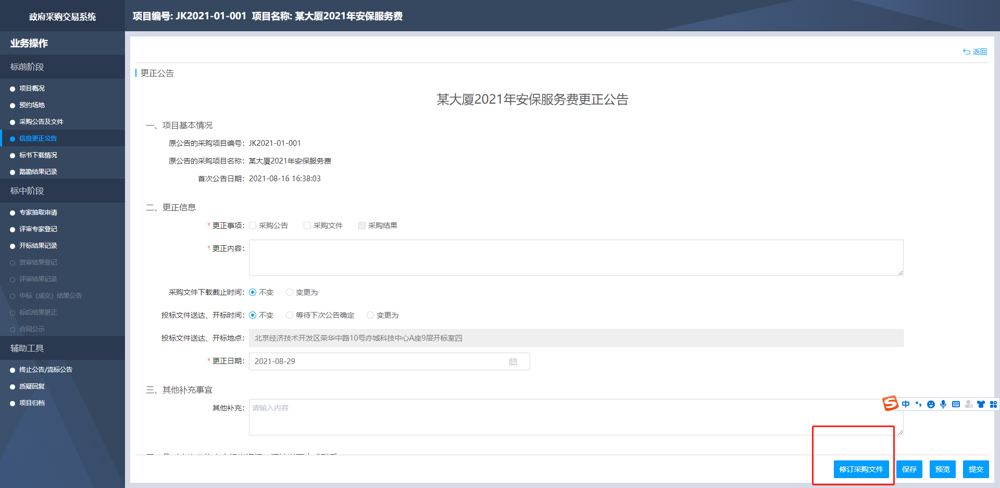 政府采购交易系统
项目编号: JK2021-01-001 项目名称: 某大厦2021年安保服务费
业务操作
标前阶段
项目概况
预约场地
采购公告及文件
信息更正公告
标书下载情况
踏勘结果记录
标中阶段
专家抽取申请
评审专家登记
开标结果记录
资审结果登记
评审结果记录
中标（成交）结果公告
标后结果更正
合同公示
辅助工具
终止公告/流标公告
质疑回复
项目归档
返回
更正公告
某大厦2021年安保服务费更正公告
一、项目基本情况
原公告的采购项目编号：JK2021-01-001
原公告的采购项目名称：某大厦2021年安保服务费
首次公告日期：2021-08-16 16:38:03
二、更正信息
*更正事项：采购公告 采购文件 采购结果
*更正内容：
采购文件下载截止时间：不变 变更为
投标文件送达、开标时间：不变 等待下次公告确定 变更为
投标文件送达、开标地点：北京经济技术开发区荣华中路10号亦城科技中心A座9层开标室四
*更正日期：2021-08-29
三、其他补充事宜
其他补充：请输入内容
S中
修订采购文件 保存 预览 提交